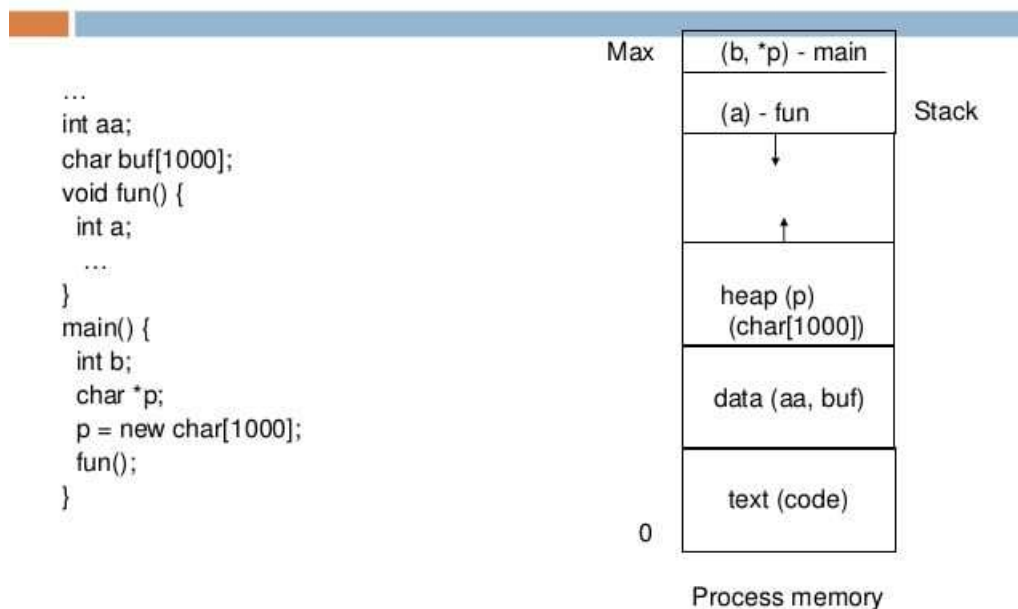 …
int aa;
char buf[1000];
void fun() {
int a;
…
}
main() {
int b;
char *p;
p = new char[1000];
fun();
}
Max
(b, *p) - main
(a) - fun
Stack
heap (p)
(char[1000])
data (aa, buf)
text (code)
0
Process memory